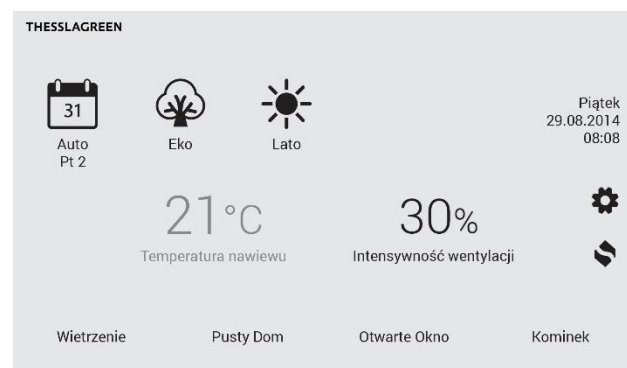 THESSLAGREEN
31
Auto
Pt 2
Eko
Lato
Piątek
29.08.2014
08:08
21°C
Temperatura nawiewu
30%
Intensywność wentylacji
Wietrzenie
Pusty Dom
Otwarte Okno
Kominek